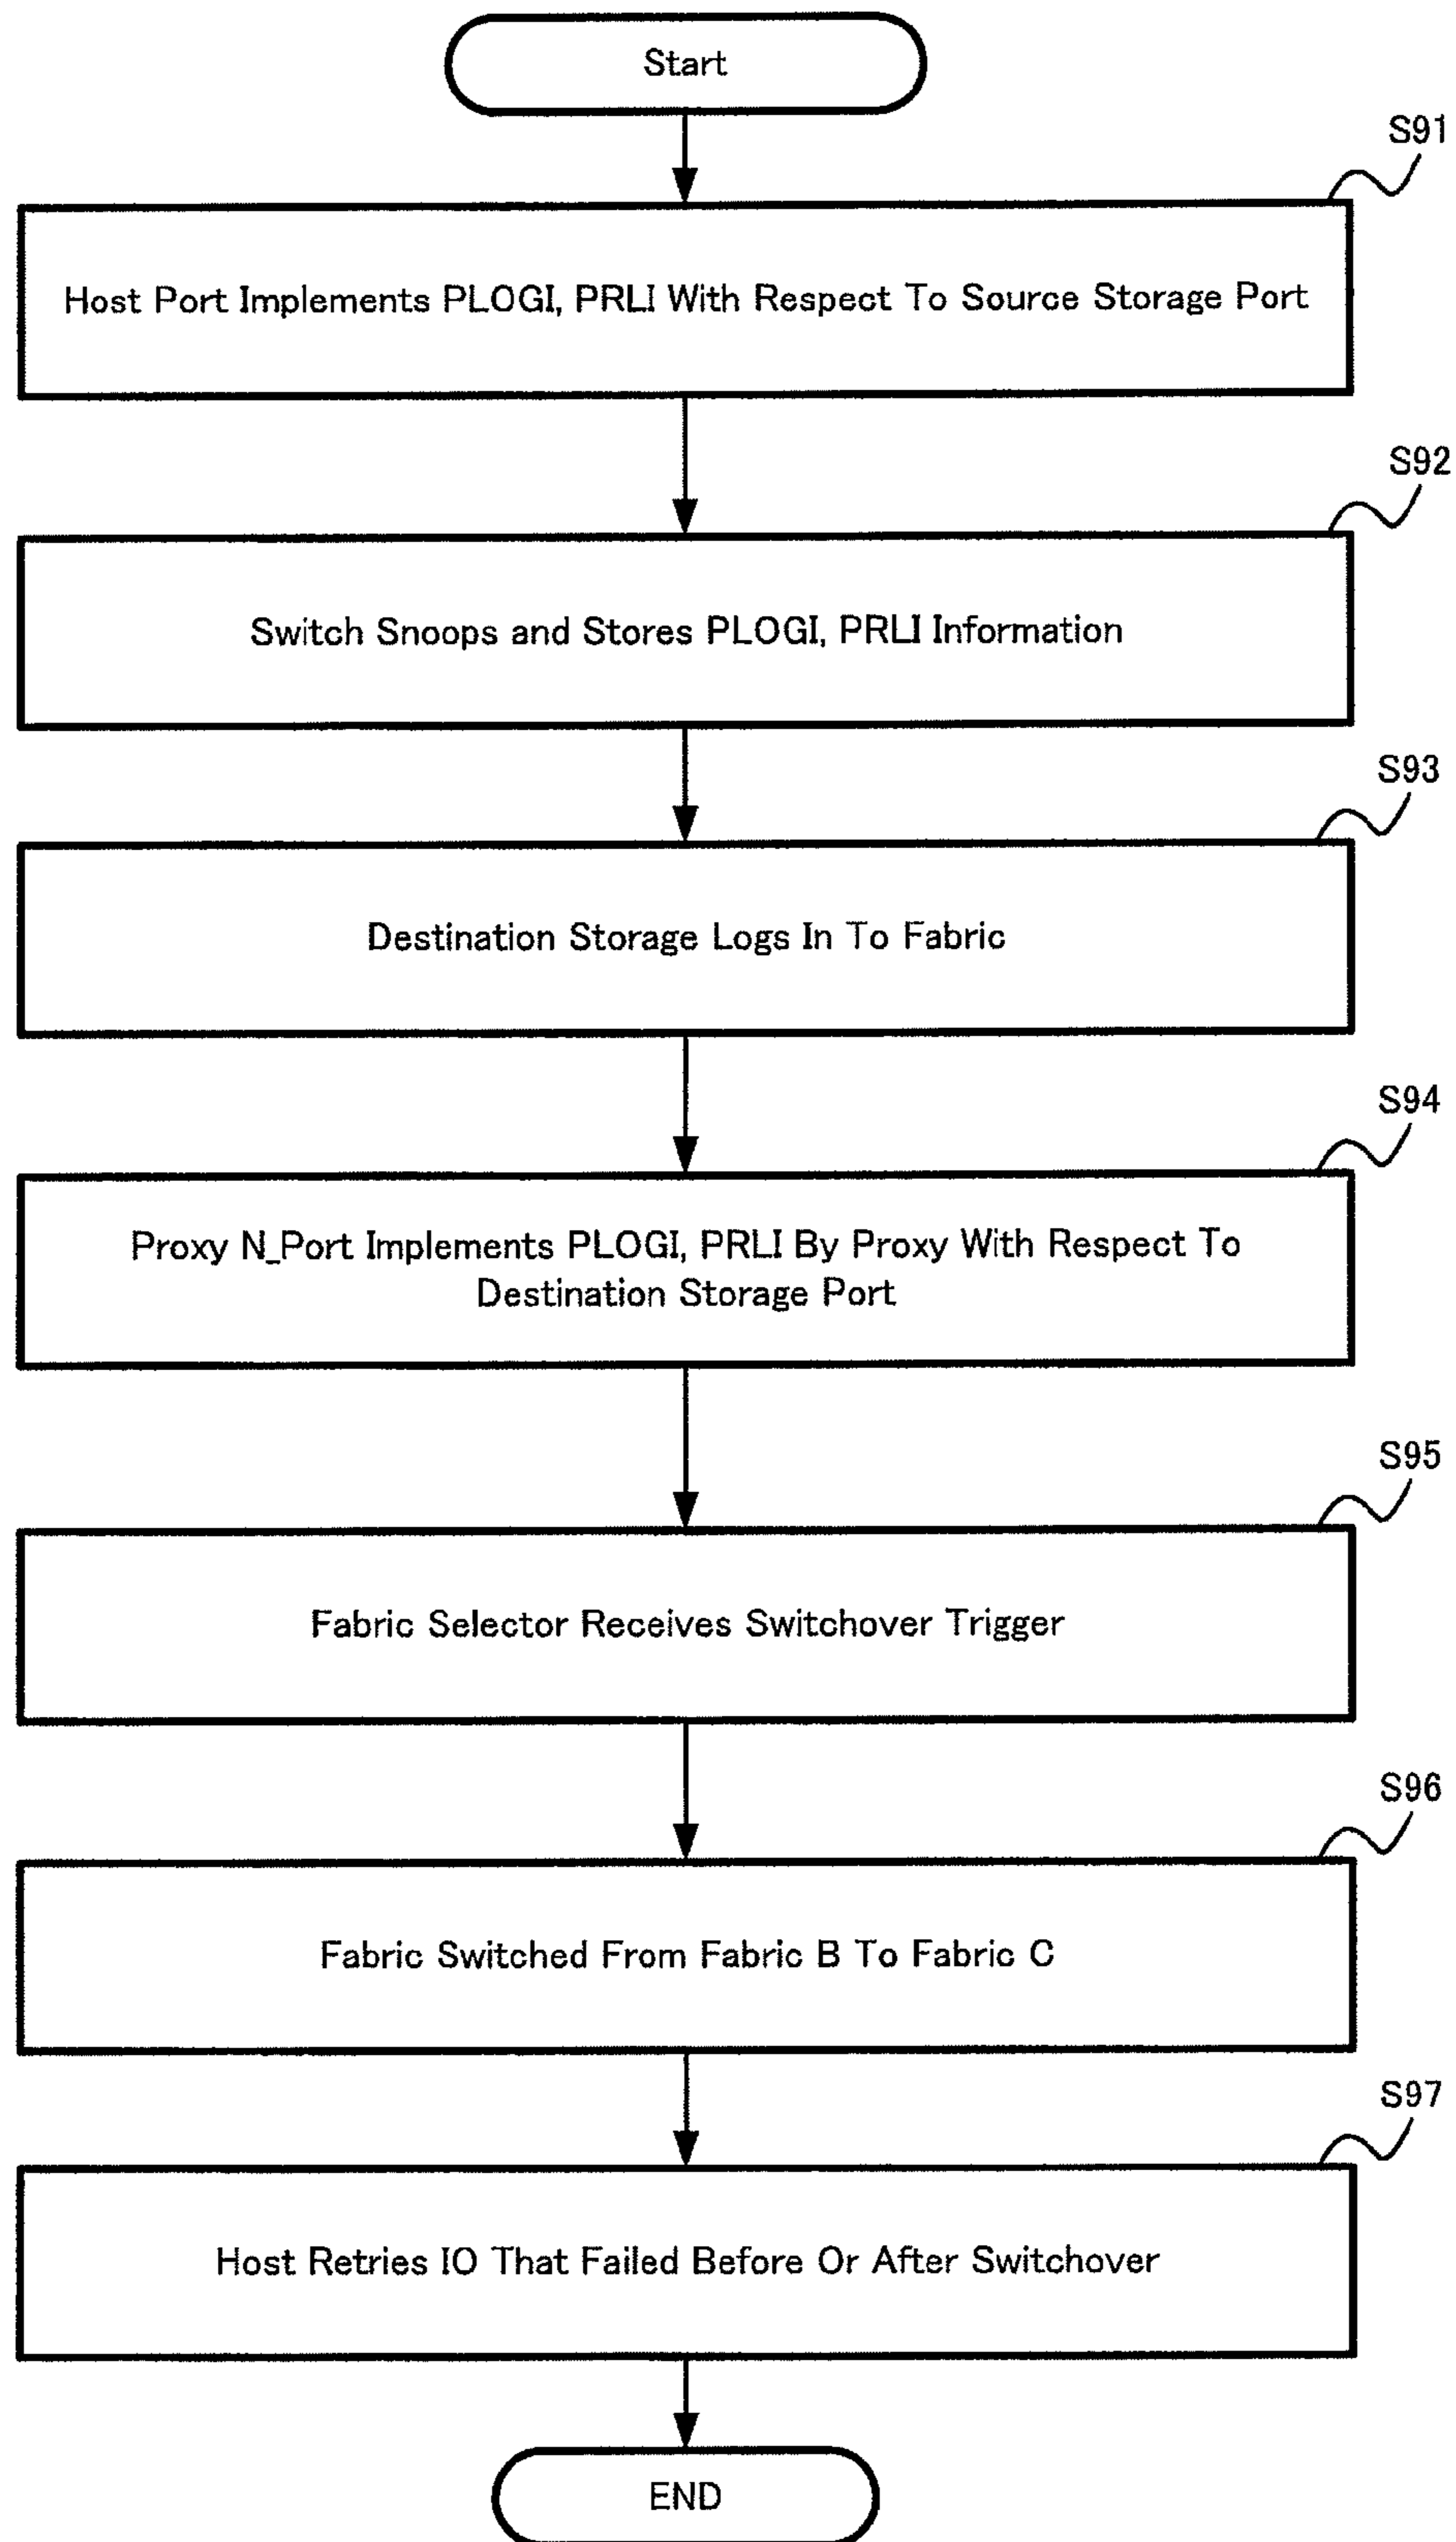 Start
S91
Host Port Implements PLOGI, PRLI With Respect To Source Storage Port
S92
Switch Snoops and Stores PLOGI, PRLI Information
S93
Destination Storage Logs In To Fabric
S94
Proxy N_Port Implements PLOGI, PRLI By Proxy With Respect To
Destination Storage Port
S95
Fabric Selector Receives Switchover Trigger
S96
Fabric Switched From Fabric B To Fabric C
S97
Host Retries IO That Failed Before Or After Switchover
END